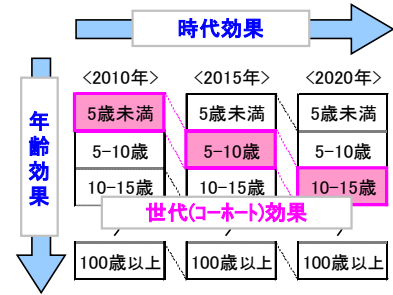 時代効果
<2010年> <2015年> <2020年>
年齢効果
5歳未満 5歳未満 5歳未満
5-10歳 5-10歳 5-10歳
10-15歳 10-15歳 10-15歳
世代(コーホート)効果
100歳以上 100歳以上 100歳以上